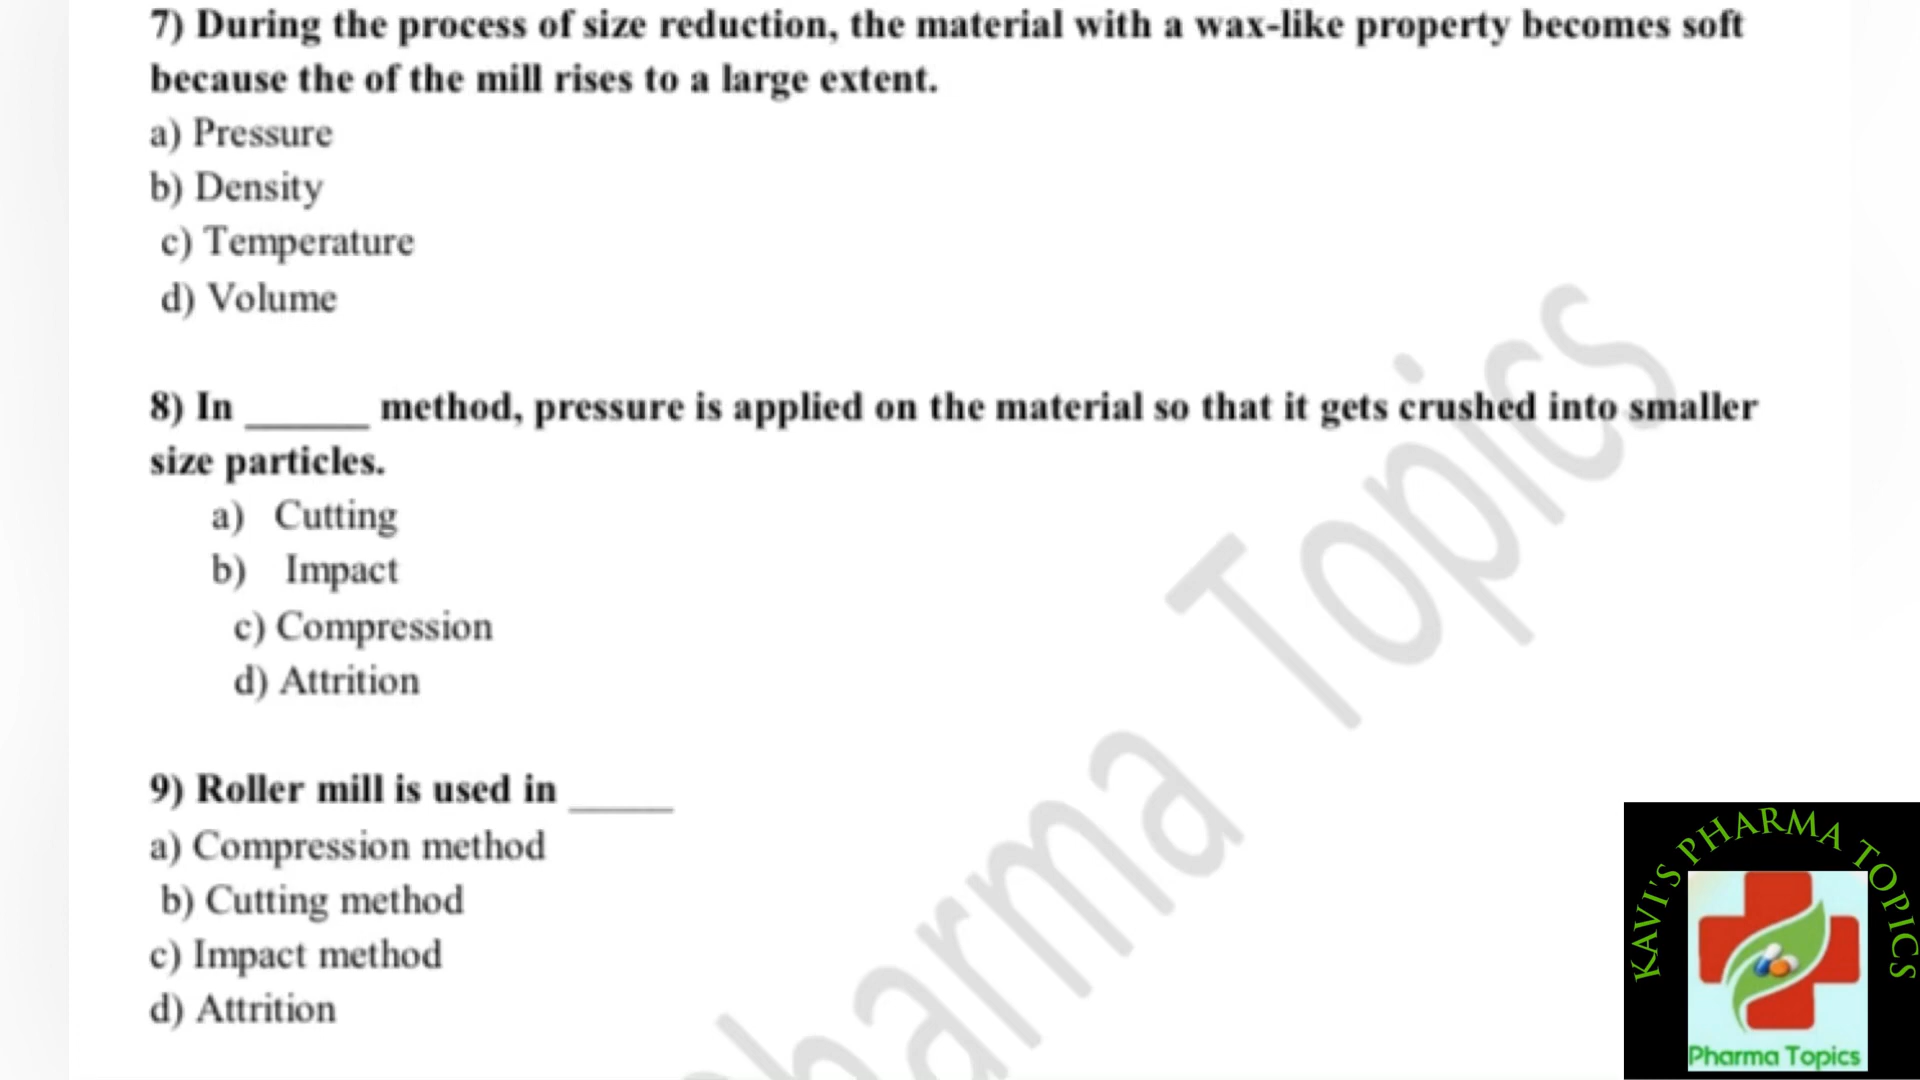 7) During the process of size reduction, the material with a wax-like property becomes soft
because the of the mill rises to a large extent.
a) Pressure
b) Density
c) Temperature
d) Volume
8) In ______ method, pressure is applied on the material so that it gets crushed into smaller
size particles.
a) Cutting
b) Impact
c) Compression
d) Attrition
9) Roller mill is used in _____
a) Compression method
b) Cutting method
c) Impact method
d) Attrition
Pharma Topics
KAVI'S PHARMA TOPICS
Pharma Topics